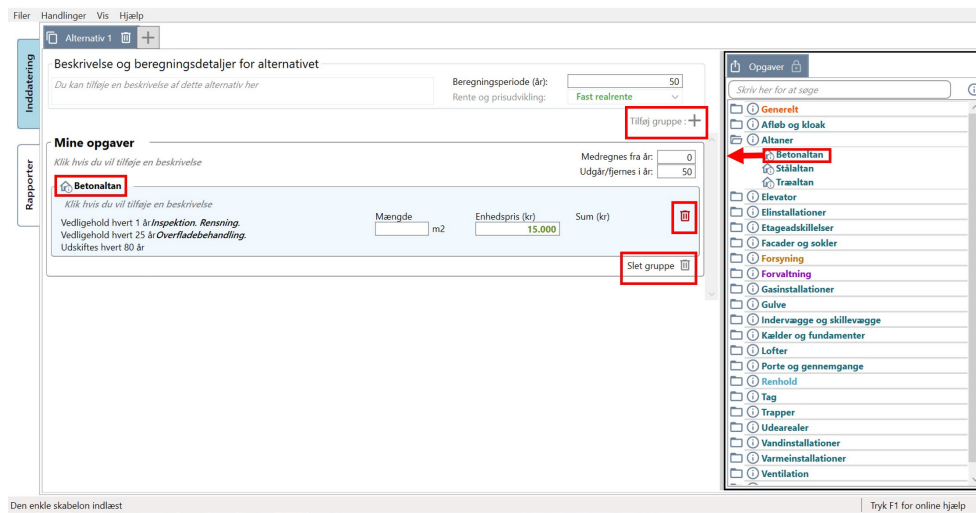 Filer Handlinger Vis Hjælp
Alternativ 1
Inddatering
Rapporter
Beskrivelse og beregningsdetaljer for alternativet
Du kan tilføje en beskrivelse af dette alternativ her
Beregningsperiode (år): 50
Rente og prisudvikling: Fast realrente
Tilføj gruppe :
Mine opgaver
Klik hvis du vil tilføje en beskrivelse
Medregnes fra år: 0
Udgår/fjernes i år: 50
Betonaltan
Klik hvis du vil tilføje en beskrivelse
Vedligehold hvert 1 år Inspektion. Rensning.
Vedligehold hvert 25 år Overfladebehandling.
Udskiftes hvert 80 år
Mængde Enhedspris (kr) Sum (kr)
m2 15.000
Slet gruppe
Opgaver
Skriv her for at søge
Generelt
Afløb og kloak
Altaner
Betonaltan
Stålaltan
Træaltan
Elevator
Elinstallationer
Etageadskillelser
Facader og sokler
Forsyning
Forvaltning
Gasinstallationer
Gulve
Indervægge og skillevægge
Kælder og fundamenter
Lofter
Porte og gennemgange
Renhold
Tag
Trapper
Udearealer
Vandinstallationer
Varmeinstallationer
Ventilation
Den enkle skabelon indlæst
Tryk F1 for online hjælp